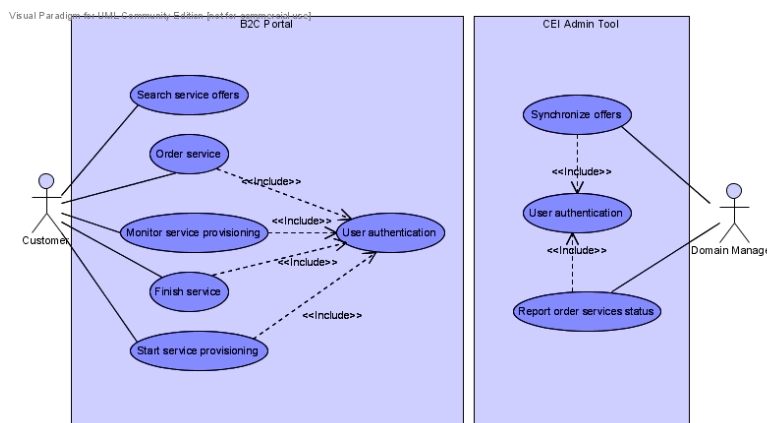 Visual Paradigm for UML Community Edition [not for commercial use]
B2C Portal
CEI Admin Tool
Search service offers
Synchronize offers
Order service
<<Include>>
<<Include>>
User authentication
Customer
Monitor service provisioning
<<Include>>
User authentication
Domain Manage
<<Include>>
<<Include>>
Finish service
Report order services status
<<Include>>
Start service provisioning